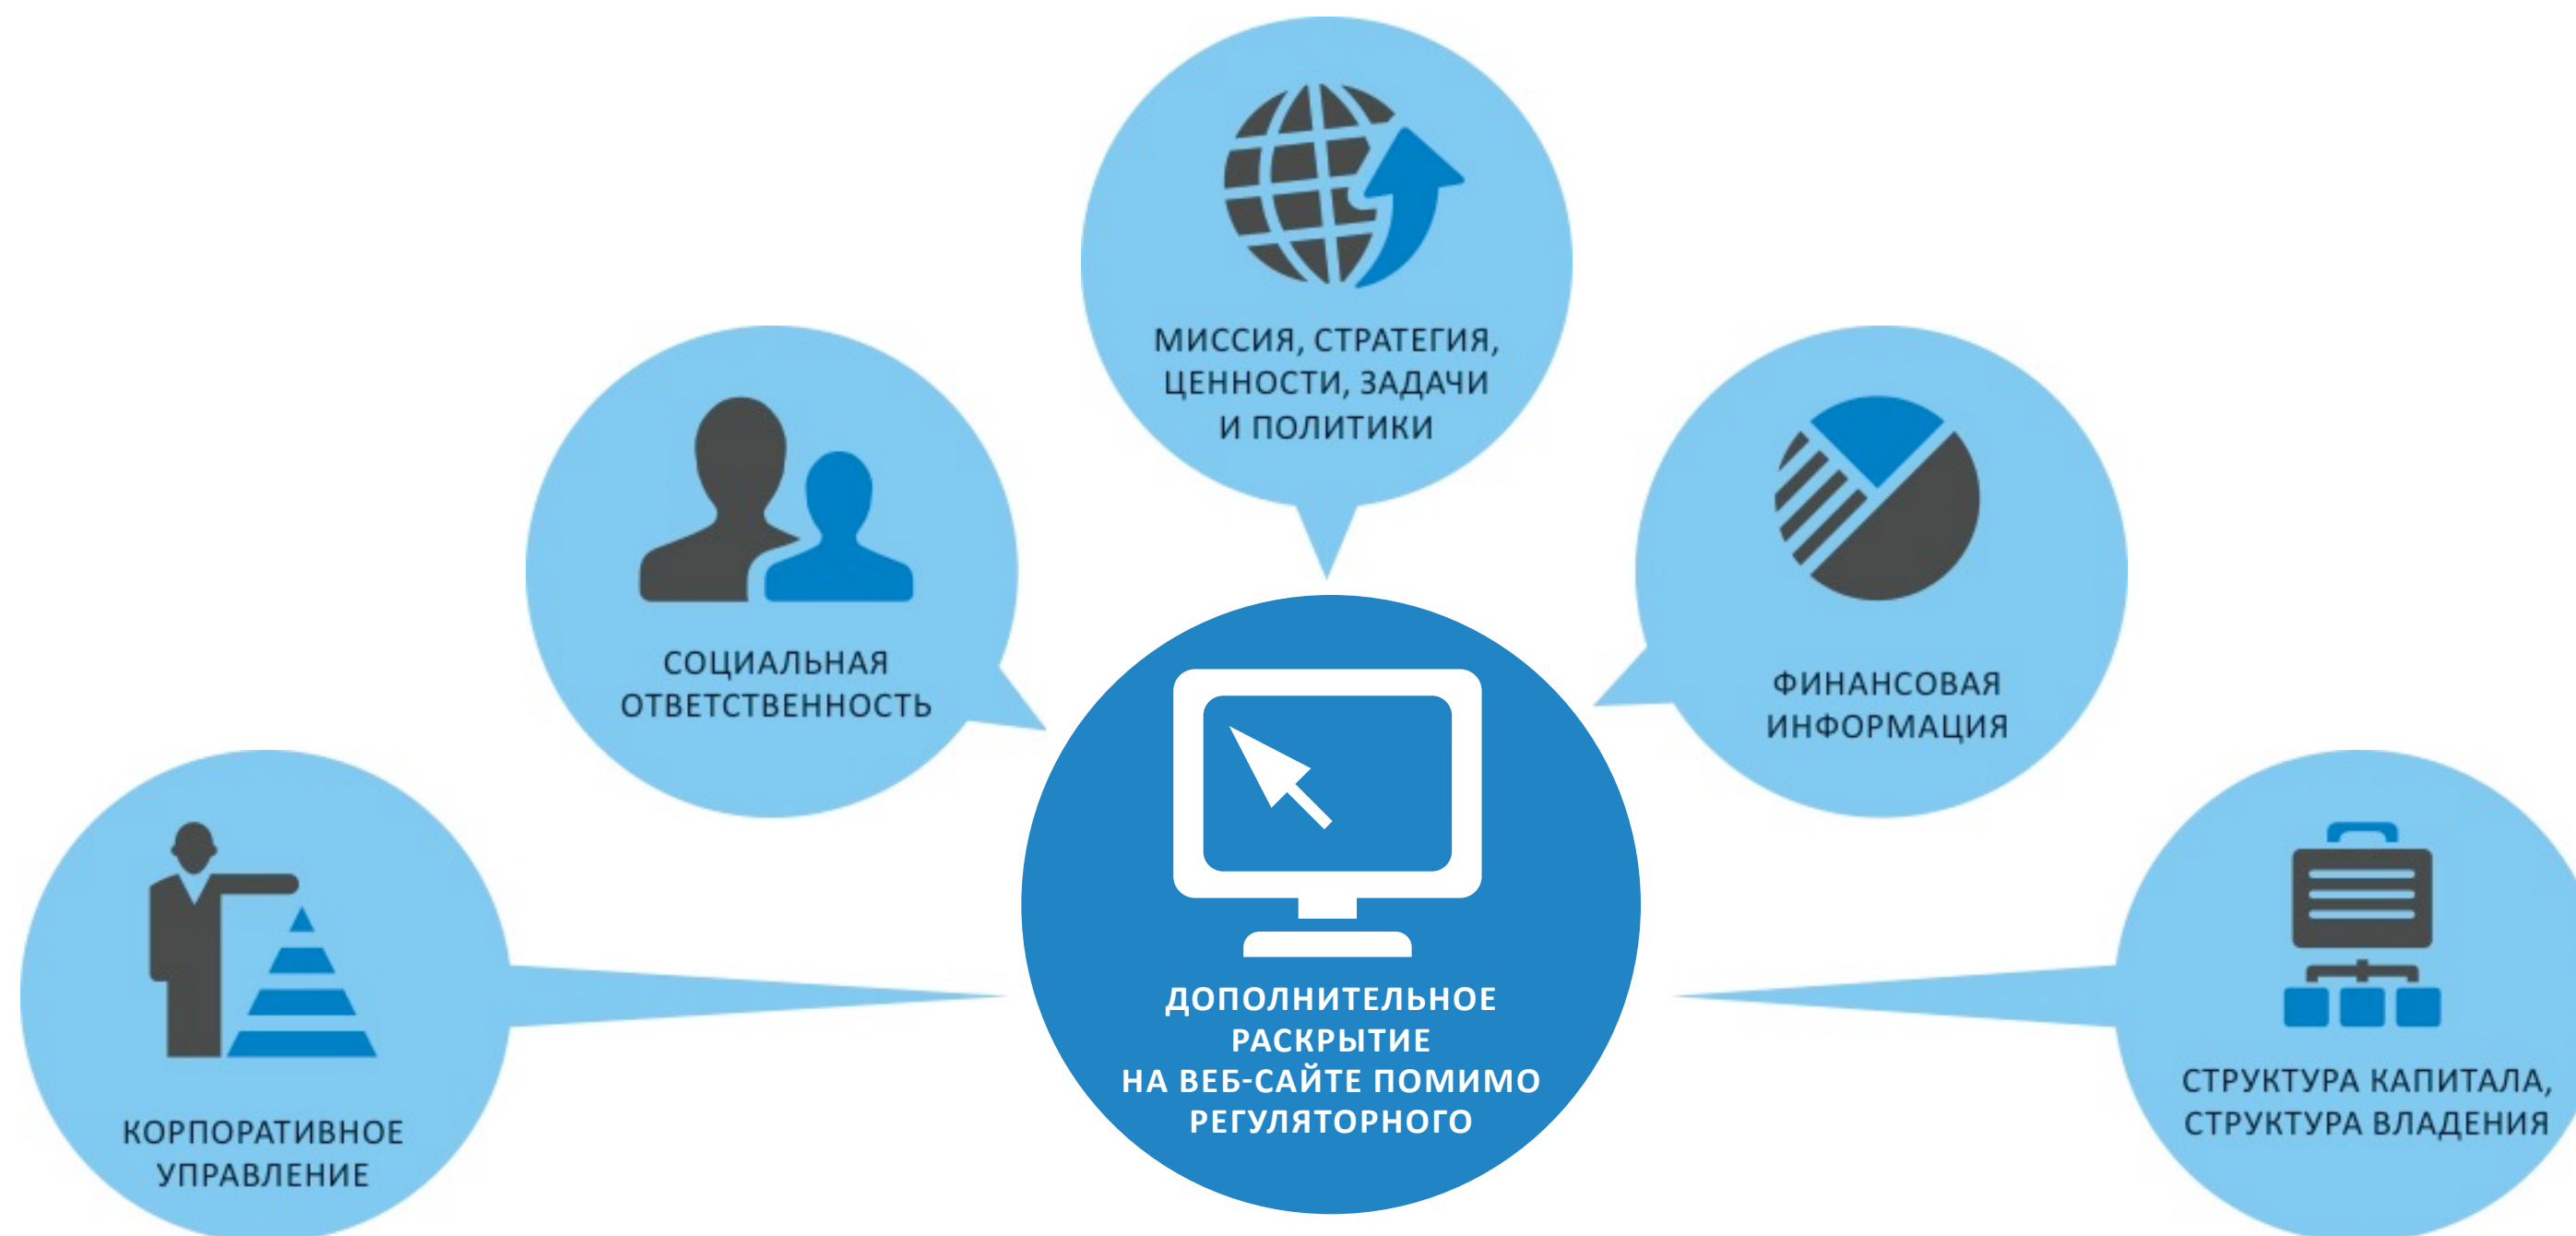 МИССИЯ, СТРАТЕГИЯ,
ЦЕННОСТИ, ЗАДАЧИ
И ПОЛИТИКИ
СОЦИАЛЬНАЯ
ОТВЕТСТВЕННОСТЬ
ФИНАНСОВАЯ
ИНФОРМАЦИЯ
КОРПОРАТИВНОЕ
УПРАВЛЕНИЕ
ДОПОЛНИТЕЛЬНОЕ
РАСКРЫТИЕ
НА ВЕБ-САЙТЕ ПОМИМО
РЕГУЛЯТОРНОГО
СТРУКТУРА КАПИТАЛА,
СТРУКТУРА ВЛАДЕНИЯ